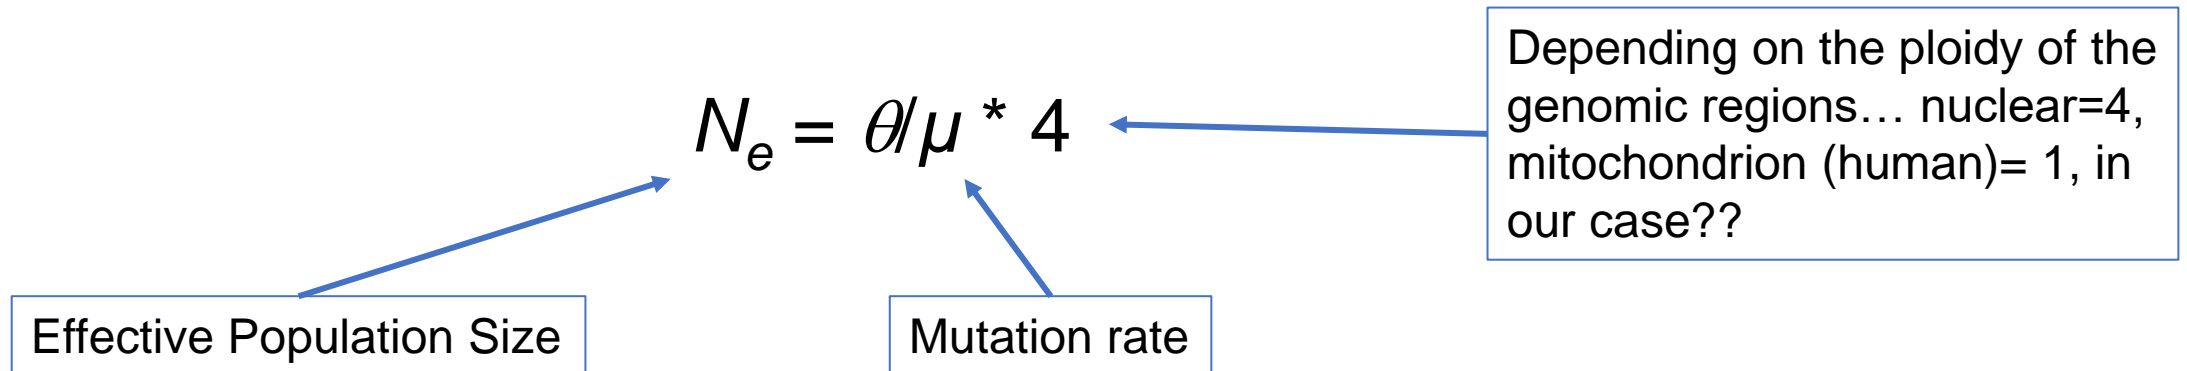 Depending on the ploidy of the
genomic regions… nuclear=4,
mitochondrion (human)= 1, in
our case??
Nₑ = θ/μ * 4
Effective Population Size
Mutation rate